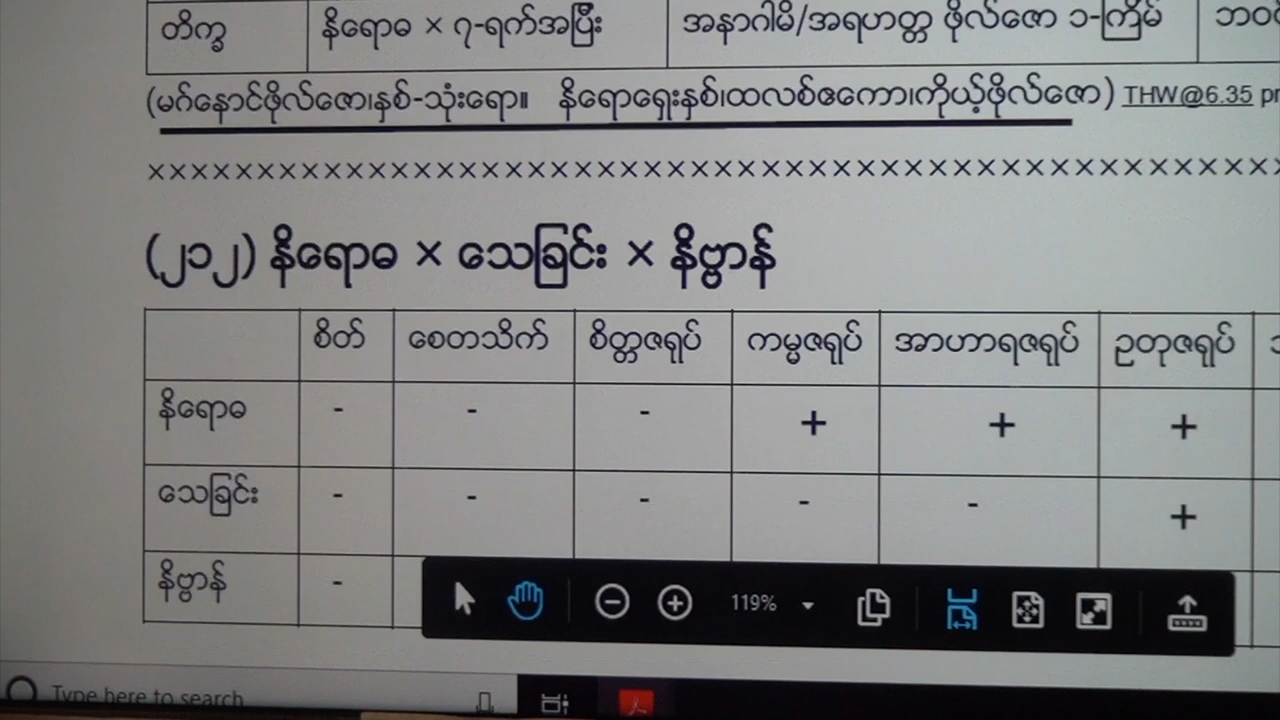 တိက္ခ နိရောဓ × ၇-ရက်အပြီး အနာဂါမိ/အရဟတ္တ ဖိုလ်ဇော ၁-ကြိမ်
(မဂ်နောင်ဖိုလ်ဇော၊နှစ်-သုံးရော။ နိရောရှေးနှစ်၊ထလစ်ဧကော၊ကိုယ့်ဖိုလ်ဇော) THW@6.35
××××××××××××××××××××××××××××××××××××××××××××××××××××
(၂၁၂) နိရောဓ × သေခြင်း × နိဗ္ဗာန်
စိတ် စေတသိက် စိတ္တဇရုပ် ကမ္မဇရုပ် အာဟာရဇရုပ် ဥတုဇရုပ်
နိရောဓ - - - + + +
သေခြင်း - - - - - +
နိဗ္ဗာန် -
119%
Type here to search